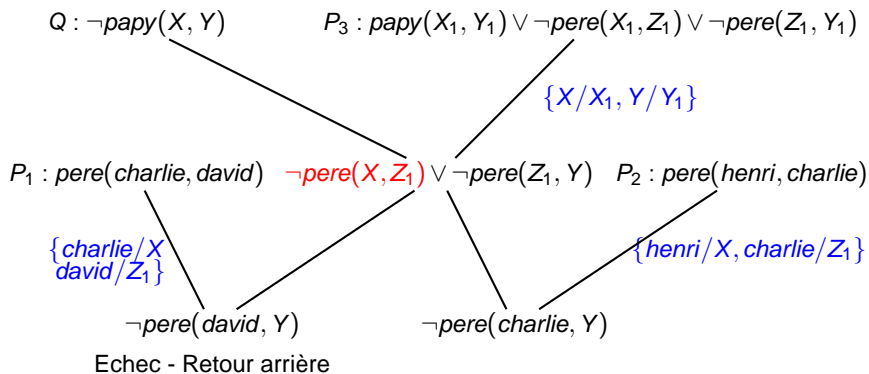 Q : ¬papy(X, Y) P₃ : papy(X₁, Y₁) ∨ ¬pere(X₁, Z₁) ∨ ¬pere(Z₁, Y₁)
{X/X₁, Y/Y₁}
P₁ : pere(charlie, david) ¬pere(X, Z₁) ∨ ¬pere(Z₁, Y) P₂ : pere(henri, charlie)
{charlie/X
david/Z₁}
{henri/X, charlie/Z₁}
¬pere(david, Y) ¬pere(charlie, Y)
Echec - Retour arrière